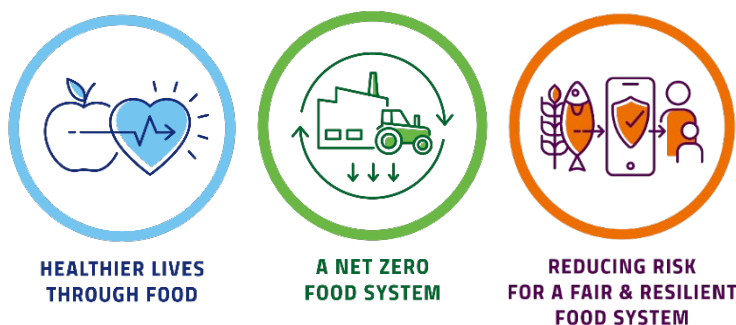 HEALTHIER LIVES
THROUGH FOOD
A NET ZERO
FOOD SYSTEM
REDUCING RISK
FOR A FAIR & RESILIENT
FOOD SYSTEM